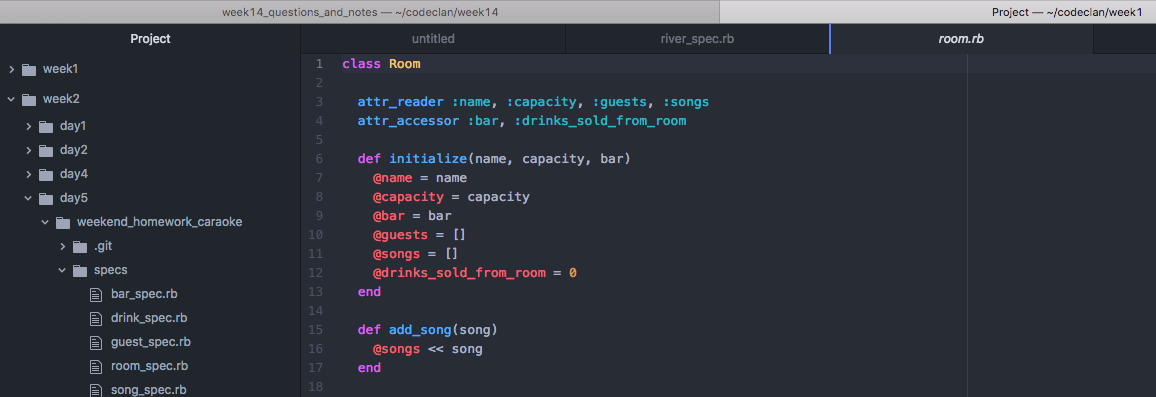 week14_questions_and_notes — ~/codeclan/week14
Project — ~/codeclan/week1
Project
untitled
river_spec.rb
room.rb
week1
week2
day1
day2
day4
day5
weekend_homework_caraoke
.git
specs
bar_spec.rb
drink_spec.rb
guest_spec.rb
room_spec.rb
song_spec.rb
1 class Room
2
3   attr_reader :name, :capacity, :guests, :songs
4   attr_accessor :bar, :drinks_sold_from_room
5
6   def initialize(name, capacity, bar)
7     @name = name
8     @capacity = capacity
9     @bar = bar
10     @guests = []
11     @songs = []
12     @drinks_sold_from_room = 0
13   end
14
15   def add_song(song)
16     @songs << song
17   end
18